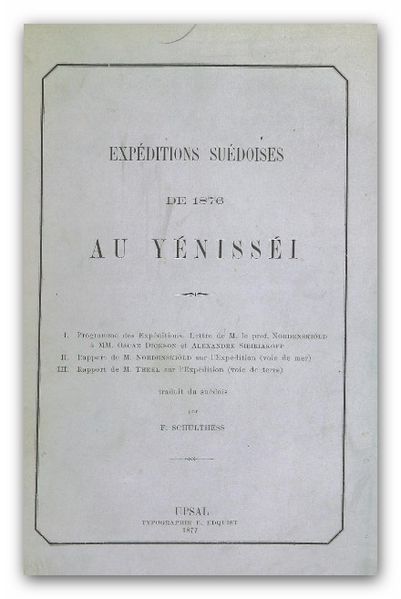 EXPÉDITIONS SUÉDOISES
DE 1876
AU YÉNISSÉI
I. Programme des Expéditions. Lettre de M. le prof. NORDENSKIÖLD
à MM. OSCAR DICKSON et ALEXANDRE SIBIRIAKOFF
II. Rapport de M. NORDENSKIÖLD sur l'Expédition (voie de mer)
III. Rapport de M. THÉEL sur l'Expédition (voie de terre)
traduit du suédois
par
F. SCHULTHESS
UPSAL
TYPOGRAPHIE E. EDQUIST
1877